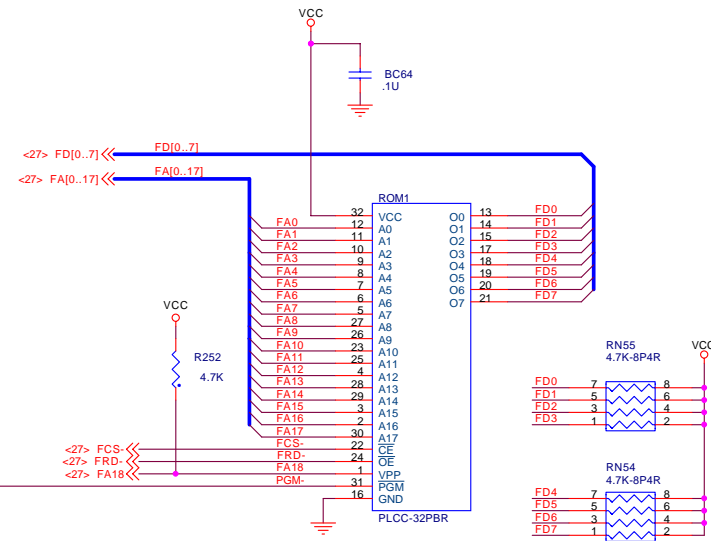 VCC
BC64
.1U
<27> FD[0..7] FD[0..7]
<27> FA[0..17] FA[0..17]
ROM1
32 VCC O0 13 FD0
FA0 12 A0 O1 14 FD1
FA1 11 A1 O2 15 FD2
FA2 10 A2 O3 17 FD3
FA3 9 A3 O4 18 FD4
FA4 8 A4 O5 19 FD5
FA5 7 A5 O6 20 FD6
FA6 6 A6 O7 21 FD7
FA7 5 A7
FA8 27 A8
FA9 26 A9
FA10 23 A10
FA11 25 A11
FA12 4 A12
FA13 28 A13
FA14 29 A14
FA15 3 A15
FA16 2 A16
FA17 30 A17
<27> FCS- FCS- 22 CE
<27> FRD- FRD- 24 OE
<27> FA18 FA18 1 VPP
PGM- 31 PGM
16 GND
PLCC-32PBR
VCC
R252
4.7K
RN55
4.7K-8P4R
VCC
FD0 7 8
FD1 5 6
FD2 3 4
FD3 1 2
RN54
4.7K-8P4R
FD4 7 8
FD5 5 6
FD6 3 4
FD7 1 2